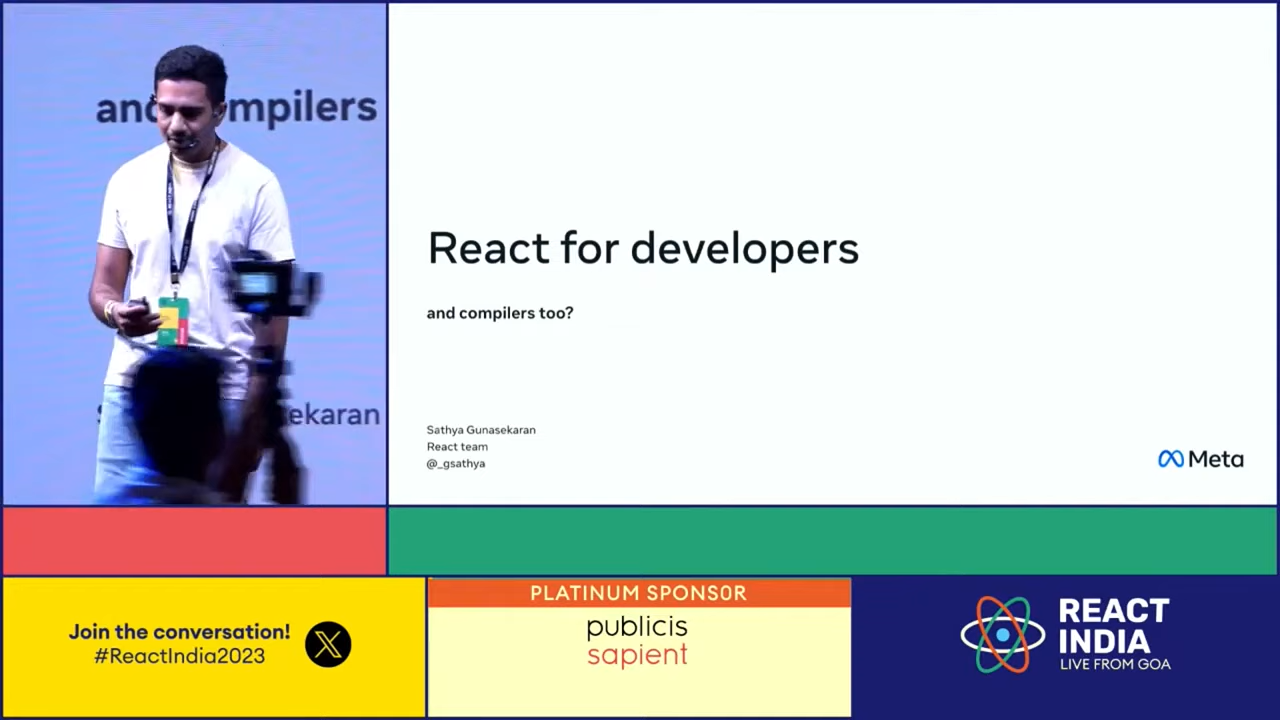 and compilers
ekaran
React for developers
and compilers too?
Sathya Gunasekaran
React team
@_gsathya
Meta
Join the conversation!
#ReactIndia2023
PLATINUM SPONSOR
publicis
sapient
REACT
INDIA
LIVE FROM GOA